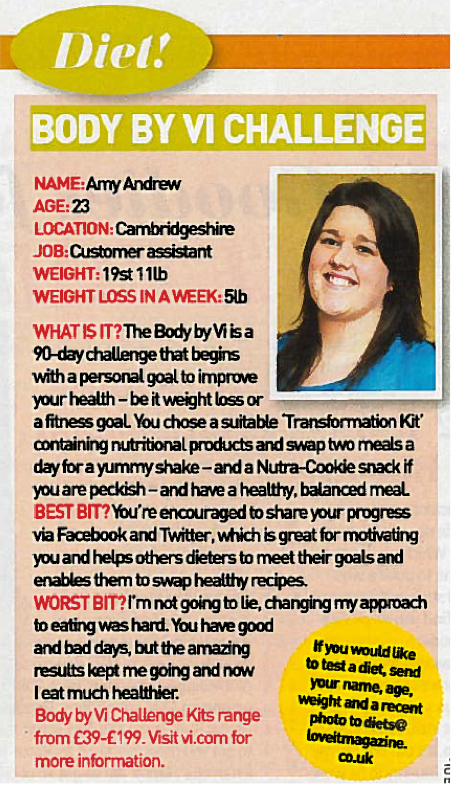 Diet!
BODY BY VI CHALLENGE
NAME: Amy Andrew
AGE: 23
LOCATION: Cambridgeshire
JOB: Customer assistant
WEIGHT: 19st 11lb
WEIGHT LOSS IN A WEEK: 5lb
WHAT IS IT? The Body by Vi is a
90-day challenge that begins
with a personal goal to improve
your health – be it weight loss or
a fitness goal. You chose a suitable 'Transformation Kit'
containing nutritional products and swap two meals a
day for a yummy shake – and a Nutra-Cookie snack if
you are peckish – and have a healthy, balanced meal.
BEST BIT? You're encouraged to share your progress
via Facebook and Twitter, which is great for motivating
you and helps others dieters to meet their goals and
enables them to swap healthy recipes.
WORST BIT? I'm not going to lie, changing my approach
to eating was hard. You have good
and bad days, but the amazing
results kept me going and now
I eat much healthier.
Body by Vi Challenge Kits range
from £39-£199. Visit vi.com for
more information.
If you would like
to test a diet, send
your name, age,
weight and a recent
photo to diets@
loveitmagazine.
co.uk